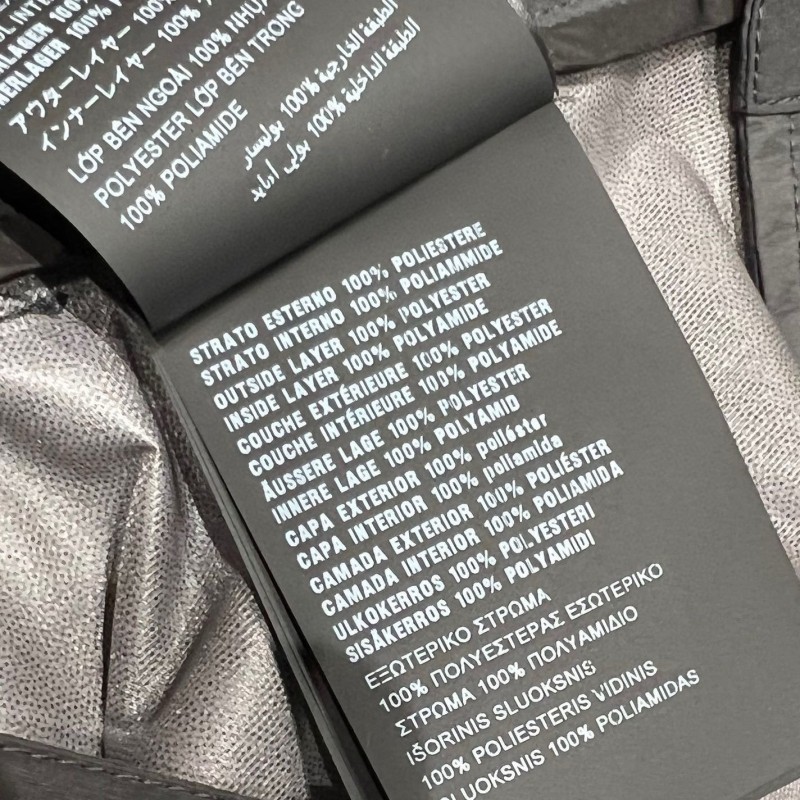 アウターレイヤー 100%
インナーレイヤー 100%
LỚP BÊN NGOÀI 100%
POLYESTER LỚP BÊN TRONG
100% POLIAMIDE
الطبقة الخارجية 100% بوليستر
الطبقة الداخلية 100%
STRATO ESTERNO 100% POLIESTERE
STRATO INTERNO 100% POLIAMMIDE
OUTSIDE LAYER 100% POLYESTER
INSIDE LAYER 100% POLYAMIDE
COUCHE EXTÉRIEURE 100% POLYESTER
COUCHE INTÉRIEURE 100% POLYAMIDE
ÄUSSERE LAGE 100% POLYESTER
INNERE LAGE 100% POLYAMID
CAPA EXTERIOR 100% poliéster
CAPA INTERIOR 100% poliamida
CAMADA EXTERIOR 100% POLIÉSTER
CAMADA INTERIOR 100% POLIAMIDA
ULKOKERROS 100% POLYESTERI
SISÄKERROS 100% POLYAMIDI
ΕΞΩΤΕΡΙΚΟ ΣΤΡΩΜΑ
100% ΠΟΛΥΕΣΤΕΡΑΣ ΕΣΩΤΕΡΙΚΟ
ΣΤΡΩΜΑ 100% ΠΟΛΥΑΜΙΔΙΟ
IŠORINIS SLUOKSNIS
100% POLIESTERIS VIDINIS
SLUOKSNIS 100% POLIAMIDAS